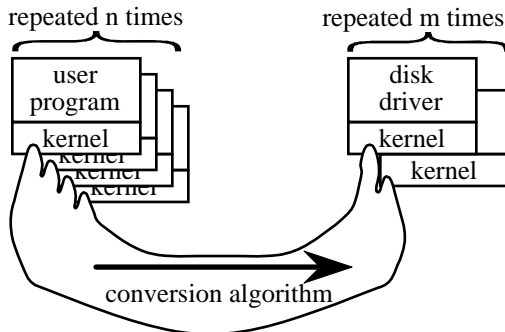 repeated n times
repeated m times
user
program
kernel
kernel
kernel
kernel
disk
driver
kernel
kernel
conversion algorithm